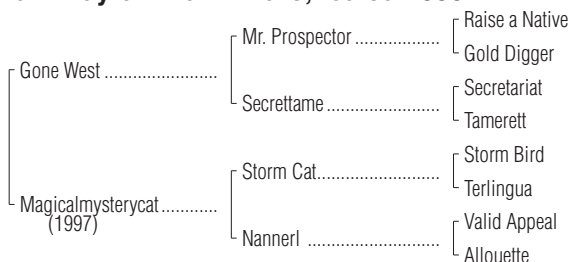 Raise a Native
Mr. Prospector ...................
Gold Digger
Gone West .........................
Secretariat
Secrettame .........................
Tamerett
Storm Bird
Storm Cat...........................
Terlingua
Magicalmysterycat ............
(1997)
Valid Appeal
Nannerl .............................
Allouette